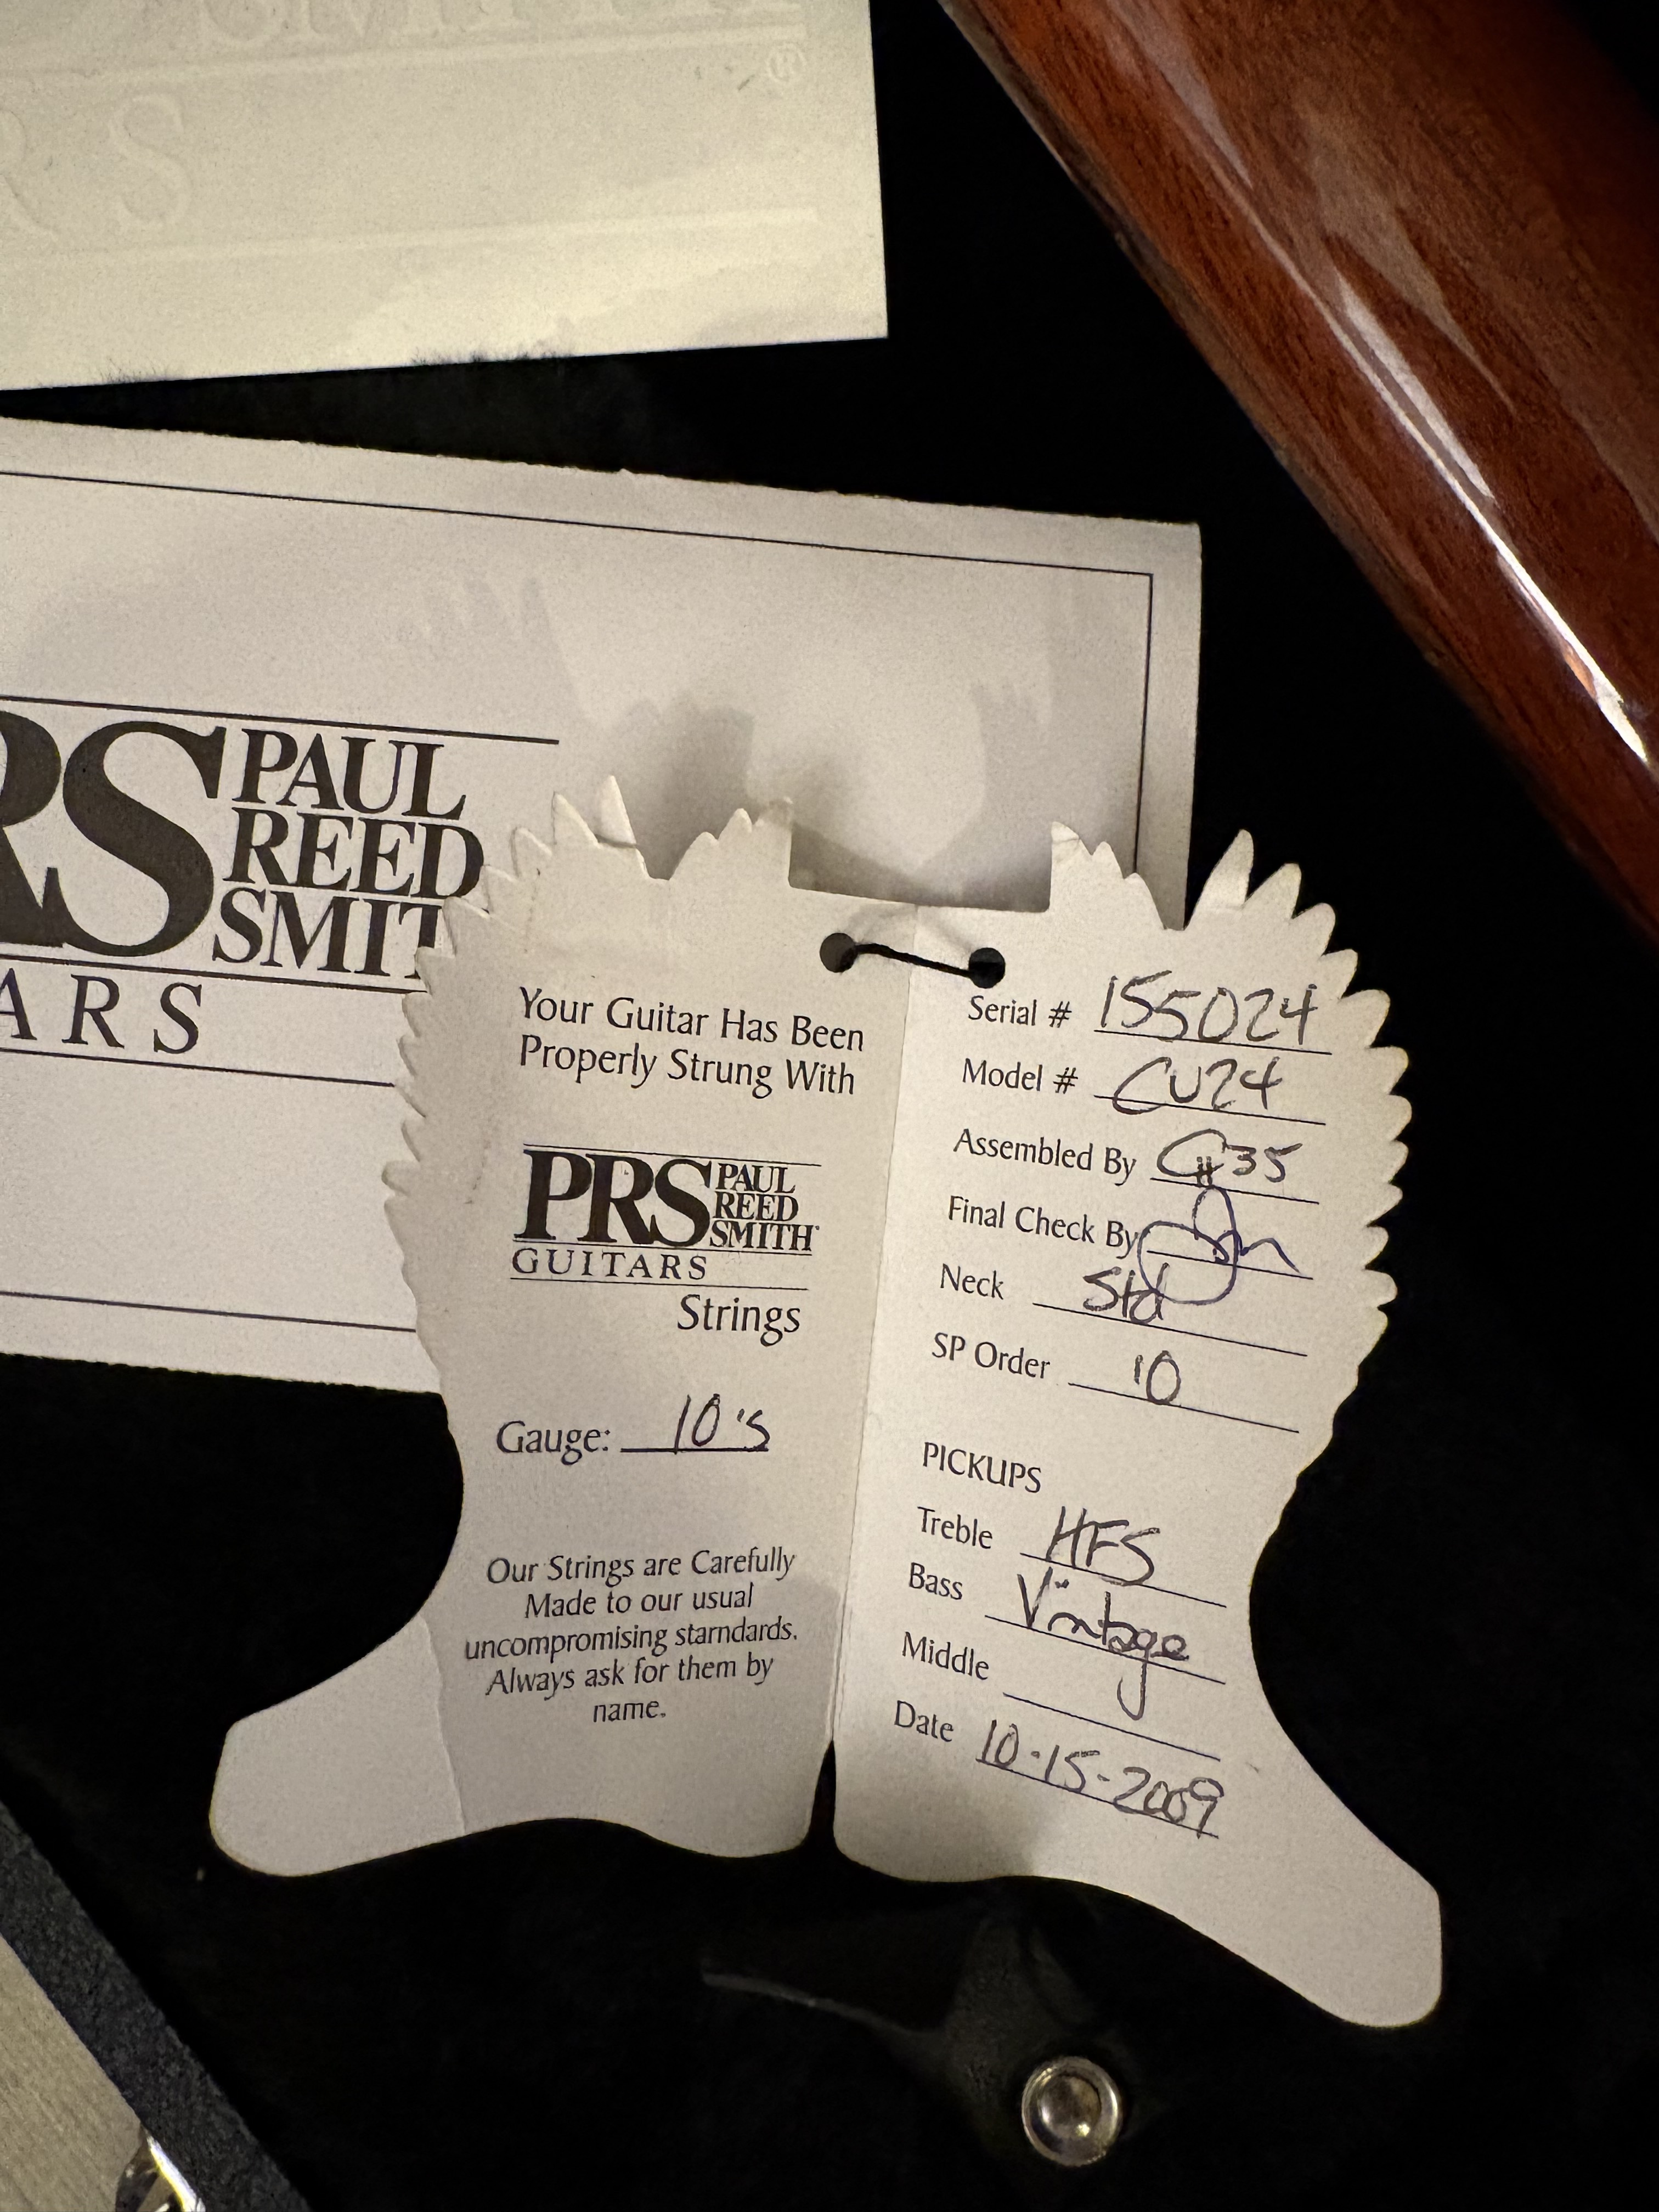 ®
RS
RS PAUL
REED
SMIT
ARS
Your Guitar Has Been
Properly Strung With
PRS PAUL
REED
SMITH
GUITARS
Strings
Gauge: 10's
Our Strings are Carefully
Made to our usual
uncompromising starndards.
Always ask for them by
name.
Serial # 155024
Model # CU24
Assembled By 35
Final Check By
Neck Std
SP Order 10
PICKUPS
Treble HFS
Bass Vintage
Middle
Date 10-15-2009